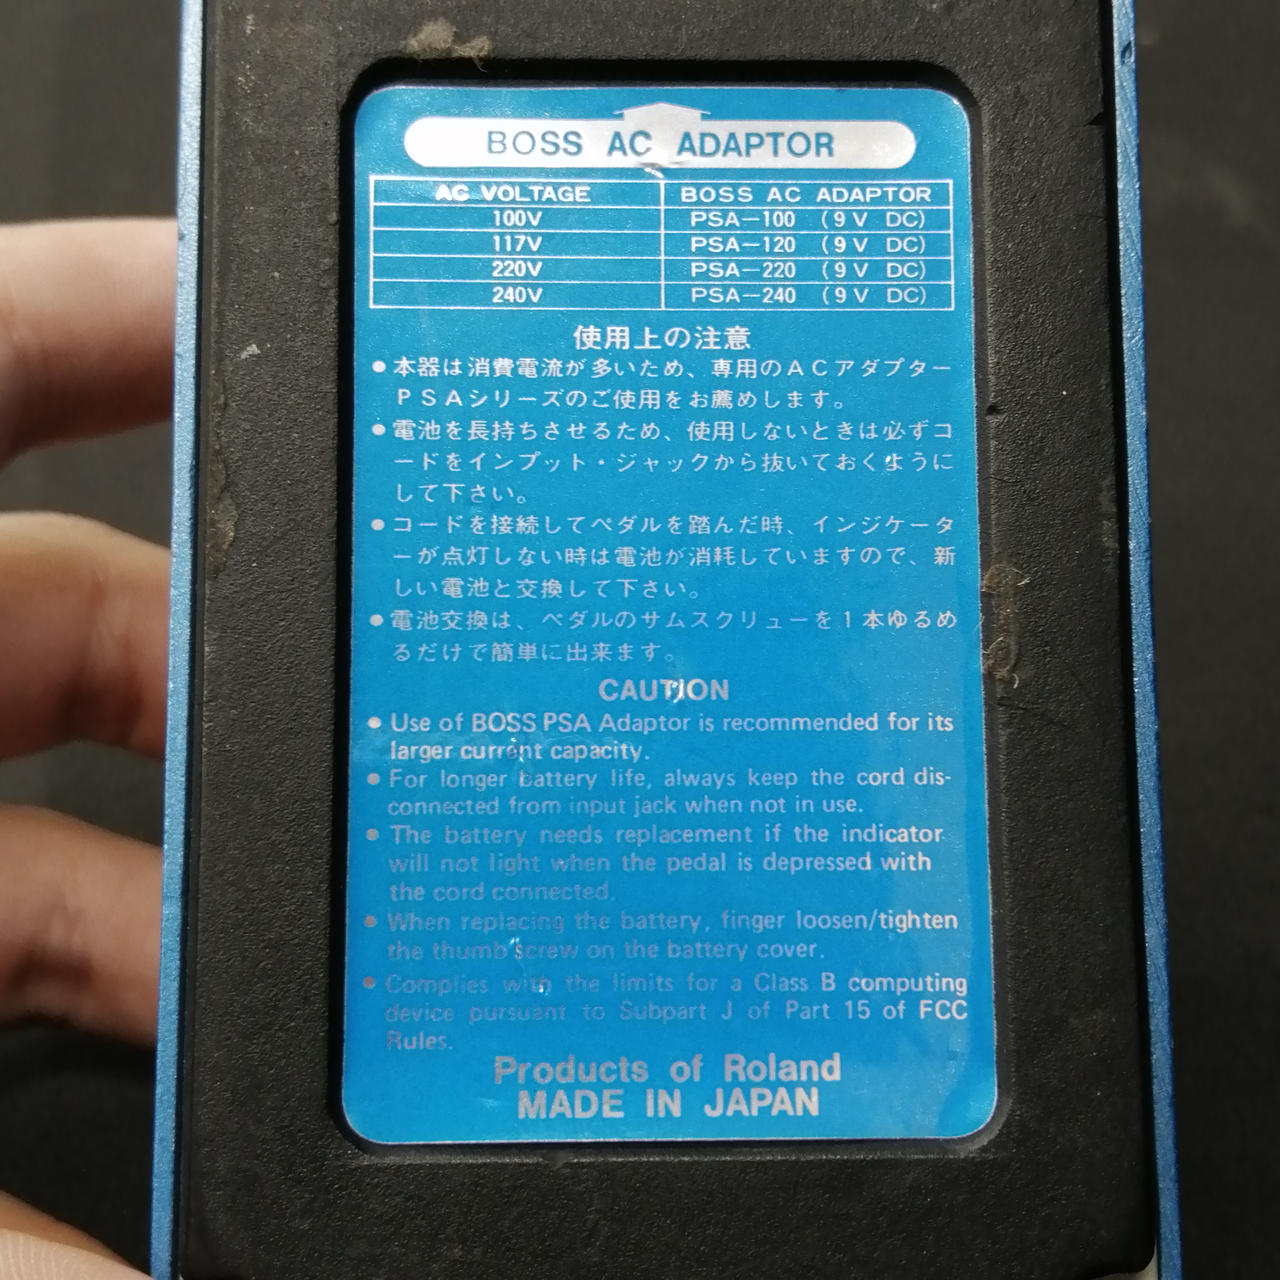 BOSS AC ADAPTOR
AC VOLTAGE BOSS AC ADAPTOR
100V PSA-100 (9V DC)
117V PSA-120 (9V DC)
220V PSA-220 (9V DC)
240V PSA-240 (9V DC)
使用上の注意
●本器は消費電流が多いため、専用のACアダプター
PSAシリーズのご使用をお薦めします。
●電池を長持ちさせるため、使用しないときは必ずコ
ードをインプット・ジャックから抜いておくように
して下さい。
●コードを接続してペダルを踏んだ時、インジケータ
ーが点灯しない時は電池が消耗していますので、新
しい電池と交換して下さい。
●電池交換は、ペダルのサムスクリューを1本ゆるめ
るだけで簡単に出来ます。
CAUTION
● Use of BOSS PSA Adaptor is recommended for its
larger current capacity.
● For longer battery life, always keep the cord dis-
connected from input jack when not in use.
● The battery needs replacement if the indicator
will not light when the pedal is depressed with
the cord connected.
● When replacing the battery, finger loosen/tighten
the thumb screw on the battery cover.
● Complies with the limits for a Class B computing
device pursuant to Subpart J of Part 15 of FCC
Rules.
Products of Roland
MADE IN JAPAN